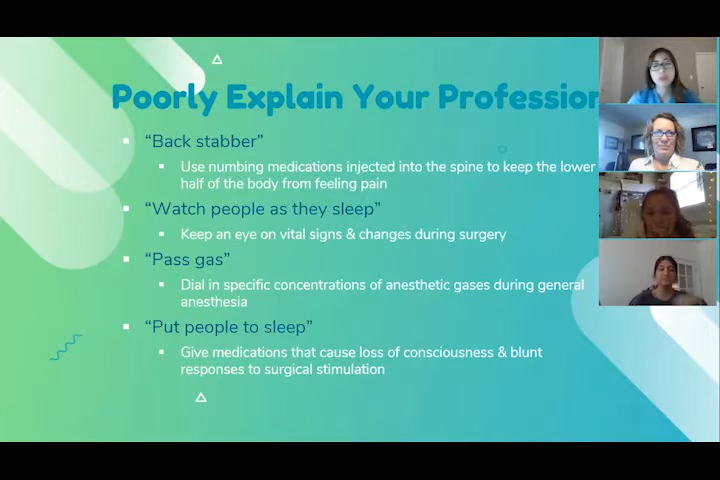 Poorly Explain Your Profession
“Back stabber”
Use numbing medications injected into the spine to keep the lower
half of the body from feeling pain
“Watch people as they sleep”
Keep an eye on vital signs & changes during surgery
“Pass gas”
Dial in specific concentrations of anesthetic gases during general
anesthesia
“Put people to sleep”
Give medications that cause loss of consciousness & blunt
responses to surgical stimulation